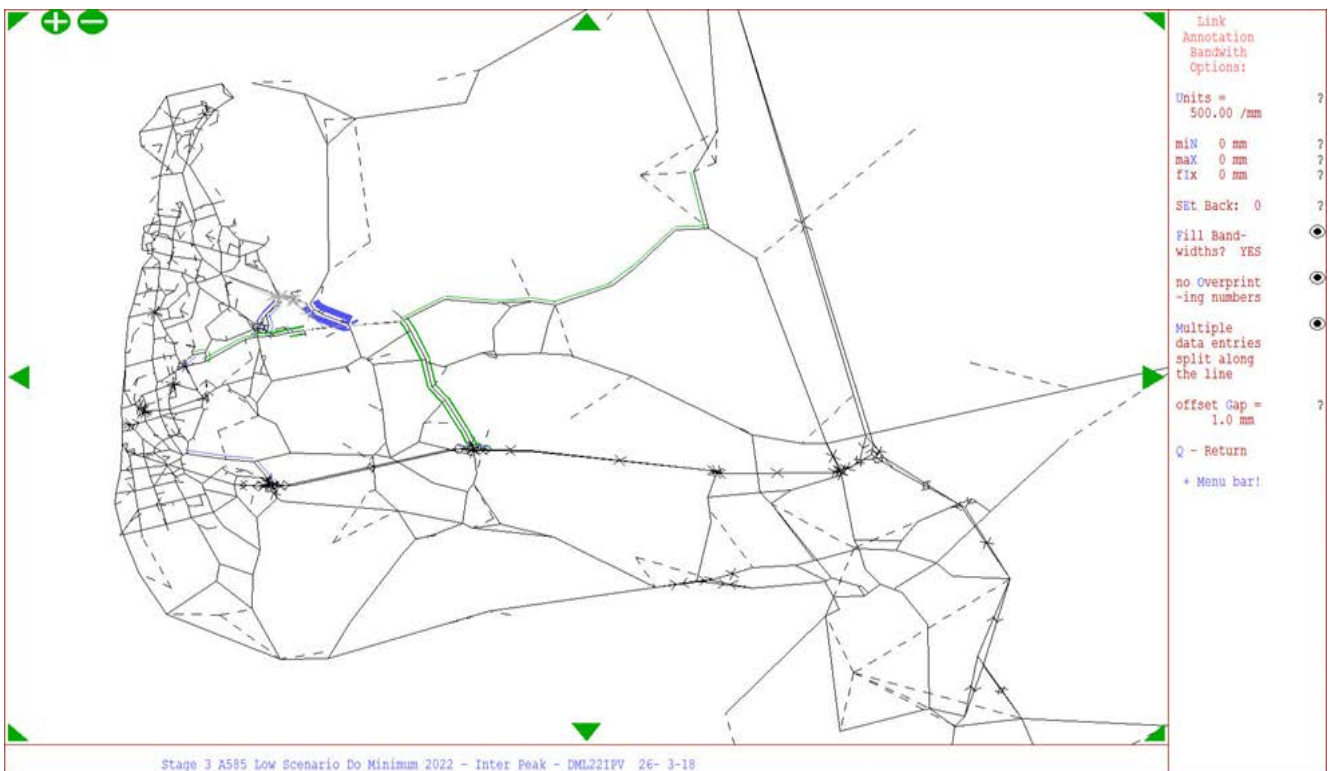 Link
Annotation
Bandwith
Options:
Units = ?
500.00 /mm
miN 0 mm ?
maX 0 mm ?
fIx 0 mm ?
SEt Back: 0 ?
Fill Band-
widths? YES
no Overprint
-ing numbers
Multiple
data entries
split along
the line
offset Gap = ?
1.0 mm
Q - Return
+ Menu bar!
Stage 3 A585 Low Scenario Do Minimum 2022 - Inter Peak - DML22IPV 26- 3-18